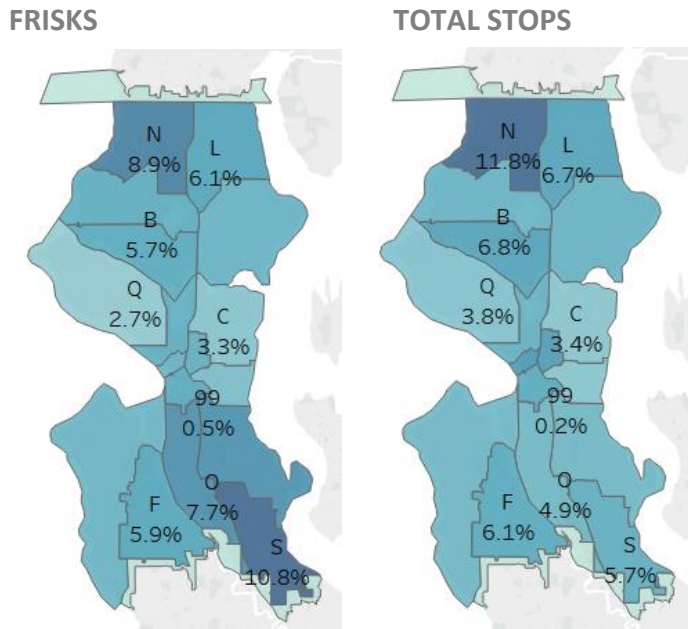 FRISKS
N
8.9%
L
6.1%
B
5.7%
Q
2.7%
C
3.3%
99
0.5%
O
7.7%
F
5.9%
S
10.8%
TOTAL STOPS
N
11.8%
L
6.7%
B
6.8%
Q
3.8%
C
3.4%
99
0.2%
O
4.9%
F
6.1%
S
5.7%